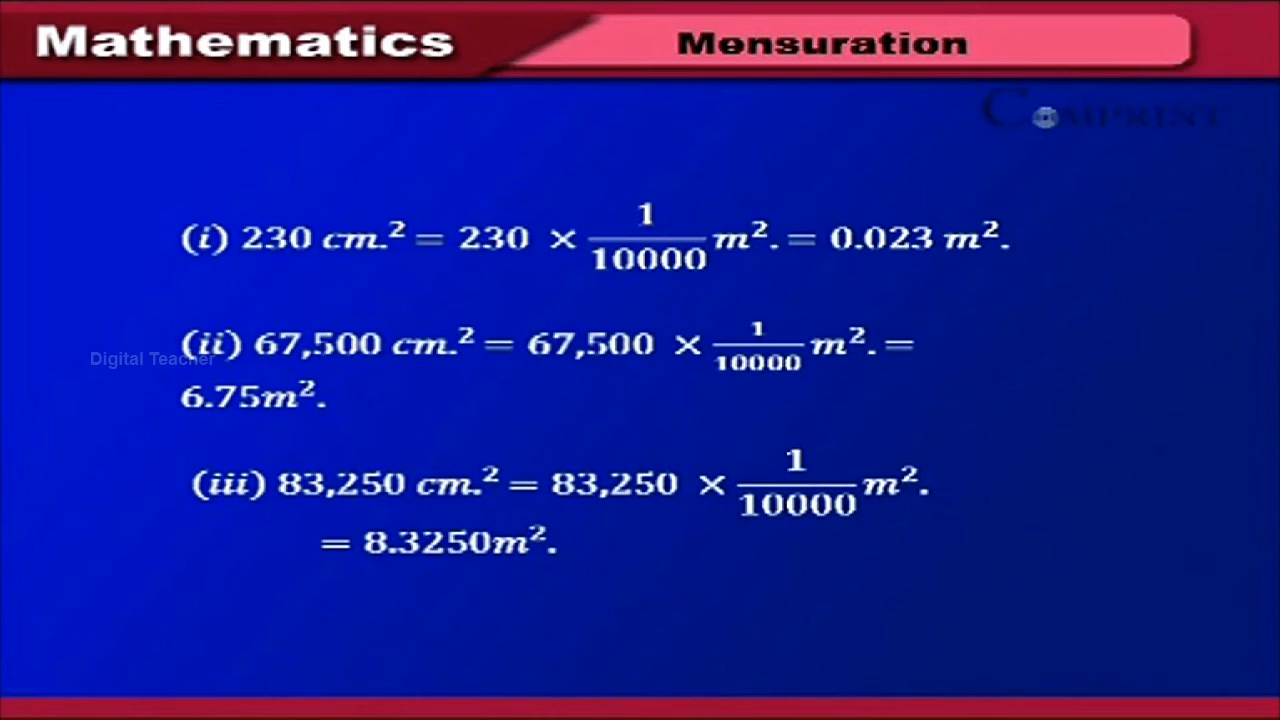 Mathematics
Mensuration
COMPRINT
(i) 230 cm.² = 230 × 1/10000 m². = 0.023 m².
(ii) 67,500 cm.² = 67,500 × 1/10000 m². =
Digital Teacher
6.75m².
(iii) 83,250 cm.² = 83,250 × 1/10000 m².
= 8.3250m².